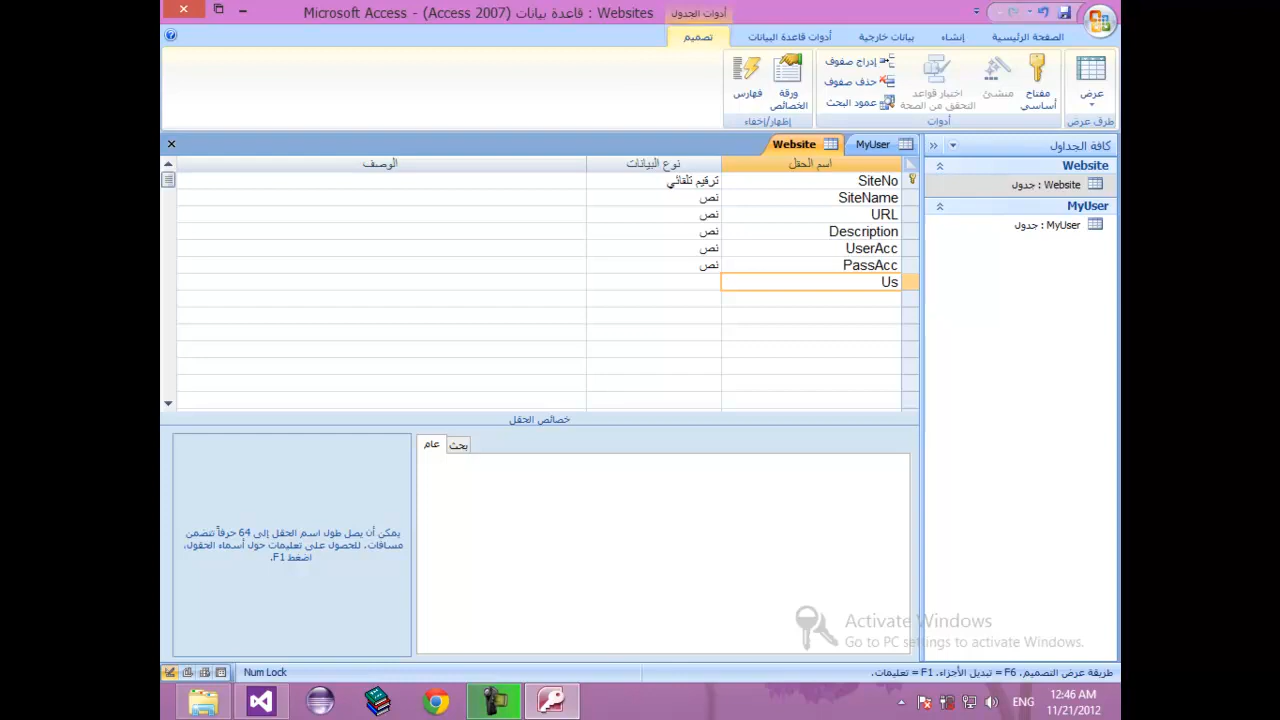 Websites : قاعدة بيانات (Access 2007) - Microsoft Access
أدوات الجدول
الصفحة الرئيسية
إنشاء
بيانات خارجية
أدوات قاعدة البيانات
تصميم
عرض
طرق عرض
مفتاح أساسي
منشئ
اختبار قواعد التحقق من الصحة
إدراج صفوف
حذف صفوف
عمود البحث
أدوات
ورقة الخصائص
فهارس
إظهار/إخفاء
كافة الجداول
Website
Website : جدول
MyUser
MyUser : جدول
MyUser
Website
اسم الحقل
نوع البيانات
الوصف
SiteNo
ترقيم تلقائي
SiteName
نص
URL
نص
Description
نص
UserAcc
نص
PassAcc
نص
Us
خصائص الحقل
عام
بحث
يمكن أن يصل طول اسم الحقل إلى 64 حرفاً تتضمن
مسافات. للحصول على تعليمات حول أسماء الحقول،
اضغط F1.
Activate Windows
Go to PC settings to activate Windows.
طريقة عرض التصميم. F6 = تبديل الأجزاء. F1 = تعليمات.
Num Lock
ENG
12:46 AM
11/21/2012